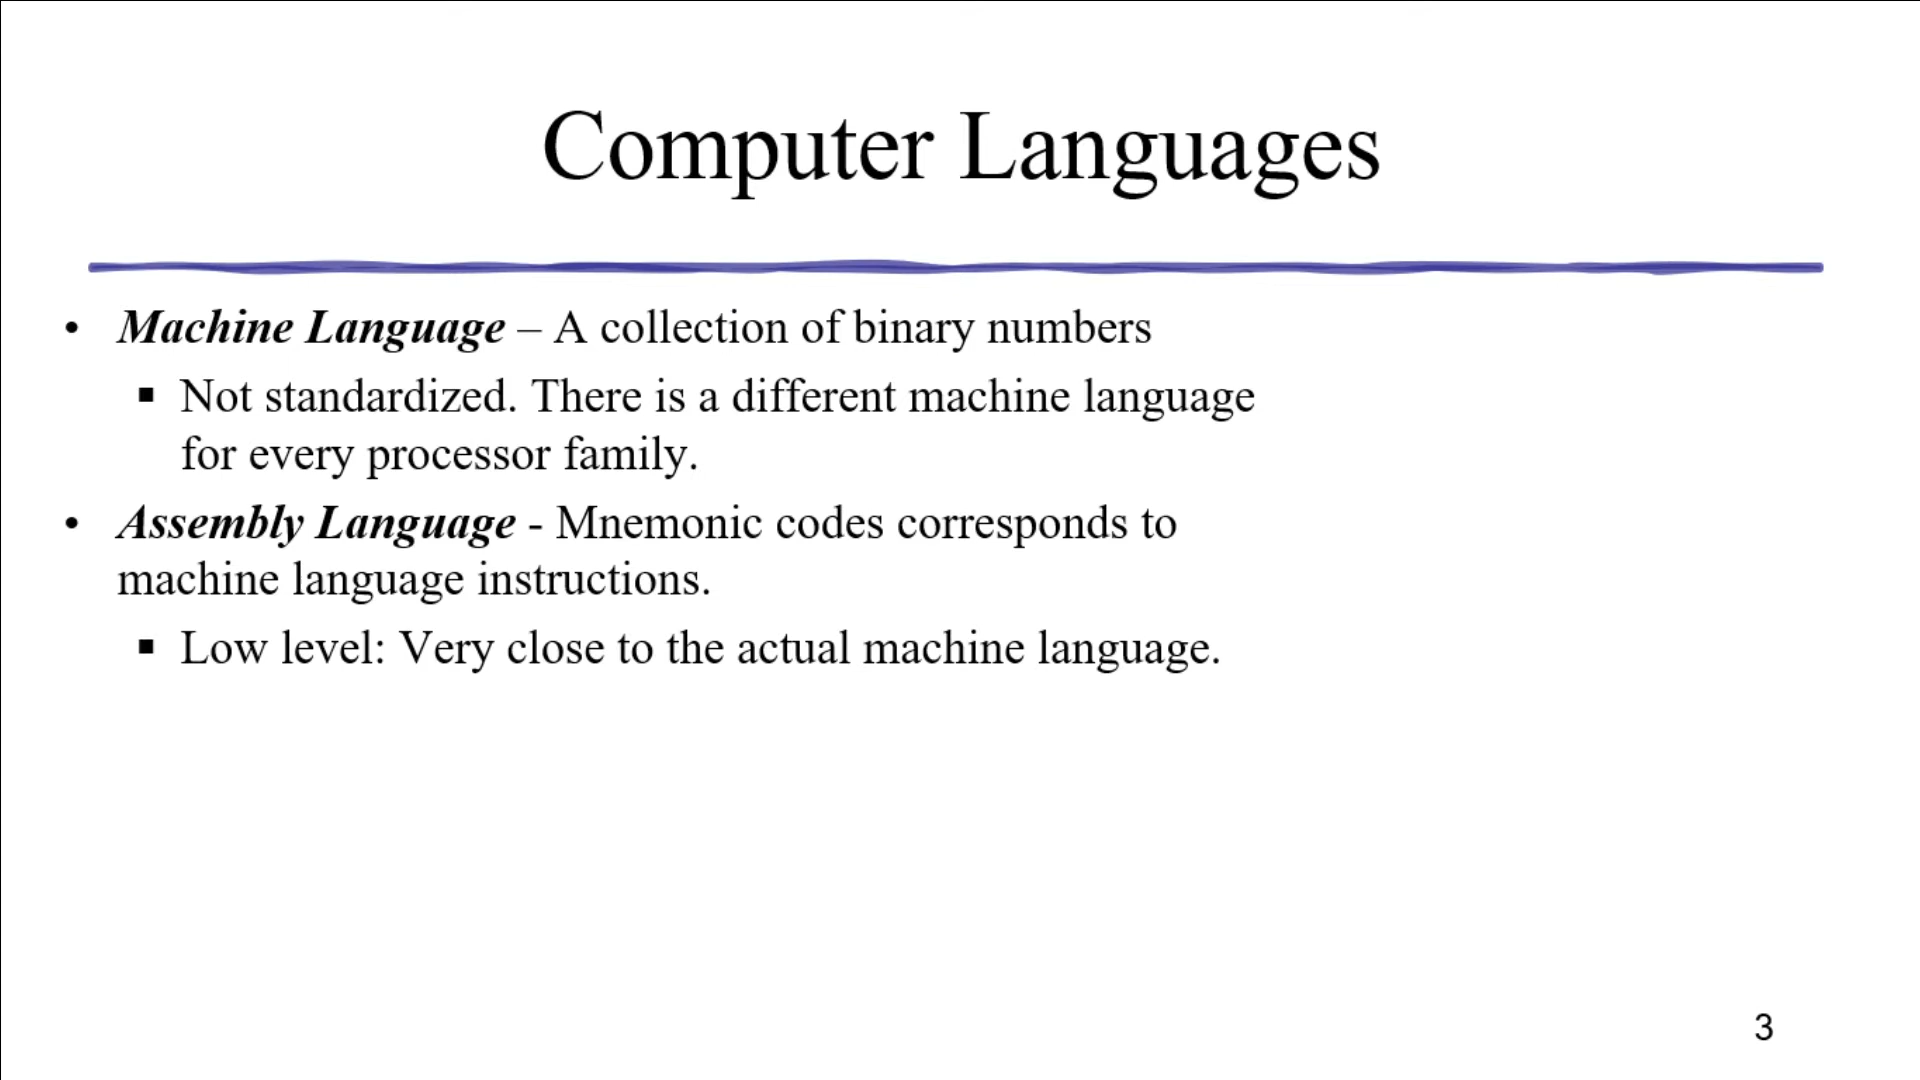 Computer Languages
• Machine Language – A collection of binary numbers
▪ Not standardized. There is a different machine language
for every processor family.
• Assembly Language - Mnemonic codes corresponds to
machine language instructions.
▪ Low level: Very close to the actual machine language.
3